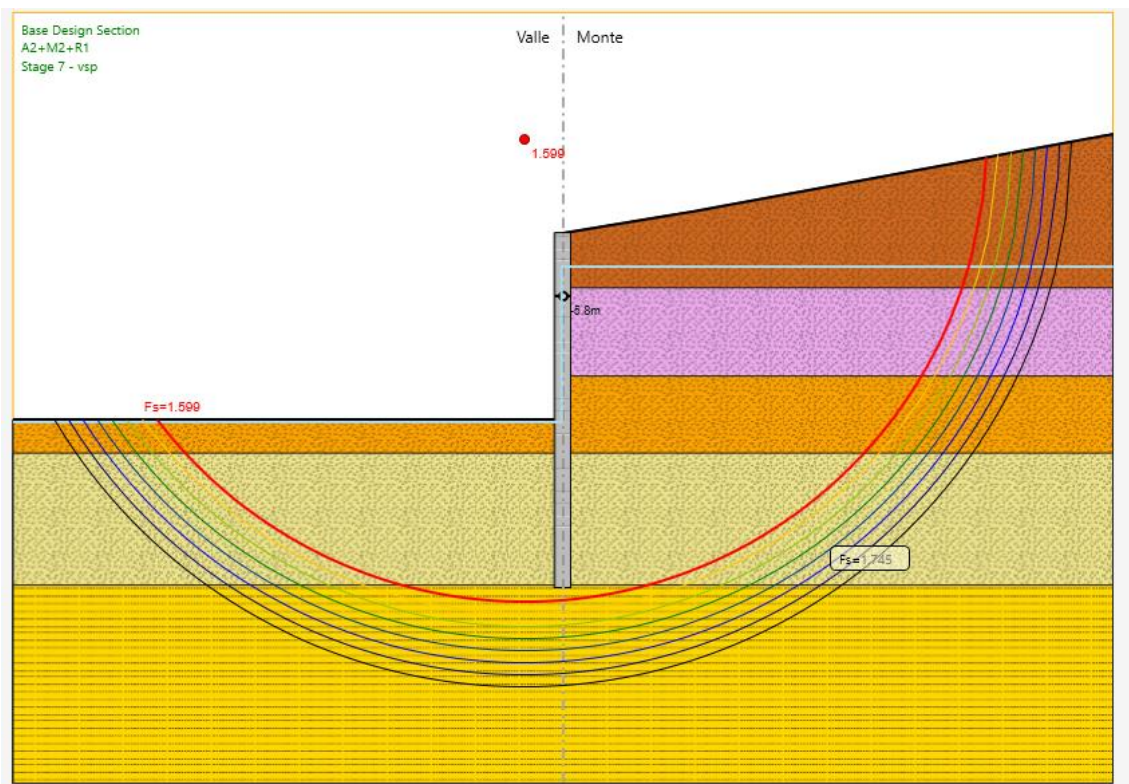 Base Design Section
A2+M2+R1
Stage 7 - vsp
Valle
Monte
1.599
-5.8m
Fs=1.599
Fs=1.745